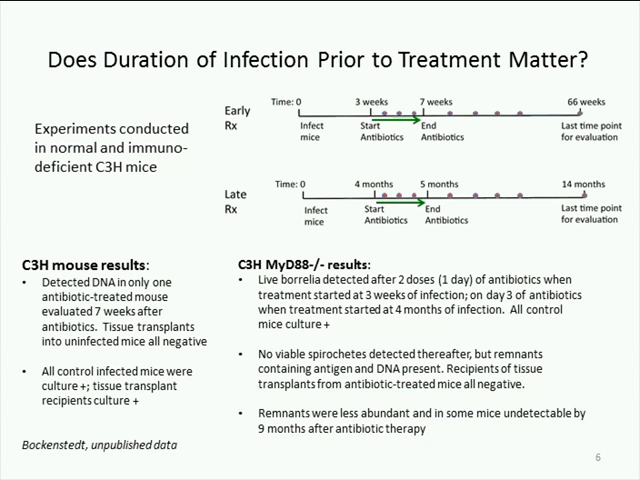 Does Duration of Infection Prior to Treatment Matter?
Experiments conducted
in normal and immuno-
deficient C3H mice
Early
Rx
Time: 0
3 weeks
7 weeks
66 weeks
Infect
mice
Start
Antibiotics
End
Antibiotics
Last time point
for evaluation
Late
Rx
Time: 0
4 months
5 months
14 months
Infect
mice
Start
Antibiotics
End
Antibiotics
Last time point
for evaluation
C3H mouse results:
• Detected DNA in only one
antibiotic-treated mouse
evaluated 7 weeks after
antibiotics. Tissue transplants
into uninfected mice all negative
• All control infected mice were
culture +; tissue transplant
recipients culture +
C3H MyD88-/- results:
• Live borrelia detected after 2 doses (1 day) of antibiotics when
treatment started at 3 weeks of infection; on day 3 of antibiotics
when treatment started at 4 months of infection. All control
mice culture +
• No viable spirochetes detected thereafter, but remnants
containing antigen and DNA present. Recipients of tissue
transplants from antibiotic-treated mice all negative.
• Remnants were less abundant and in some mice undetectable by
9 months after antibiotic therapy
Bockenstedt, unpublished data
6